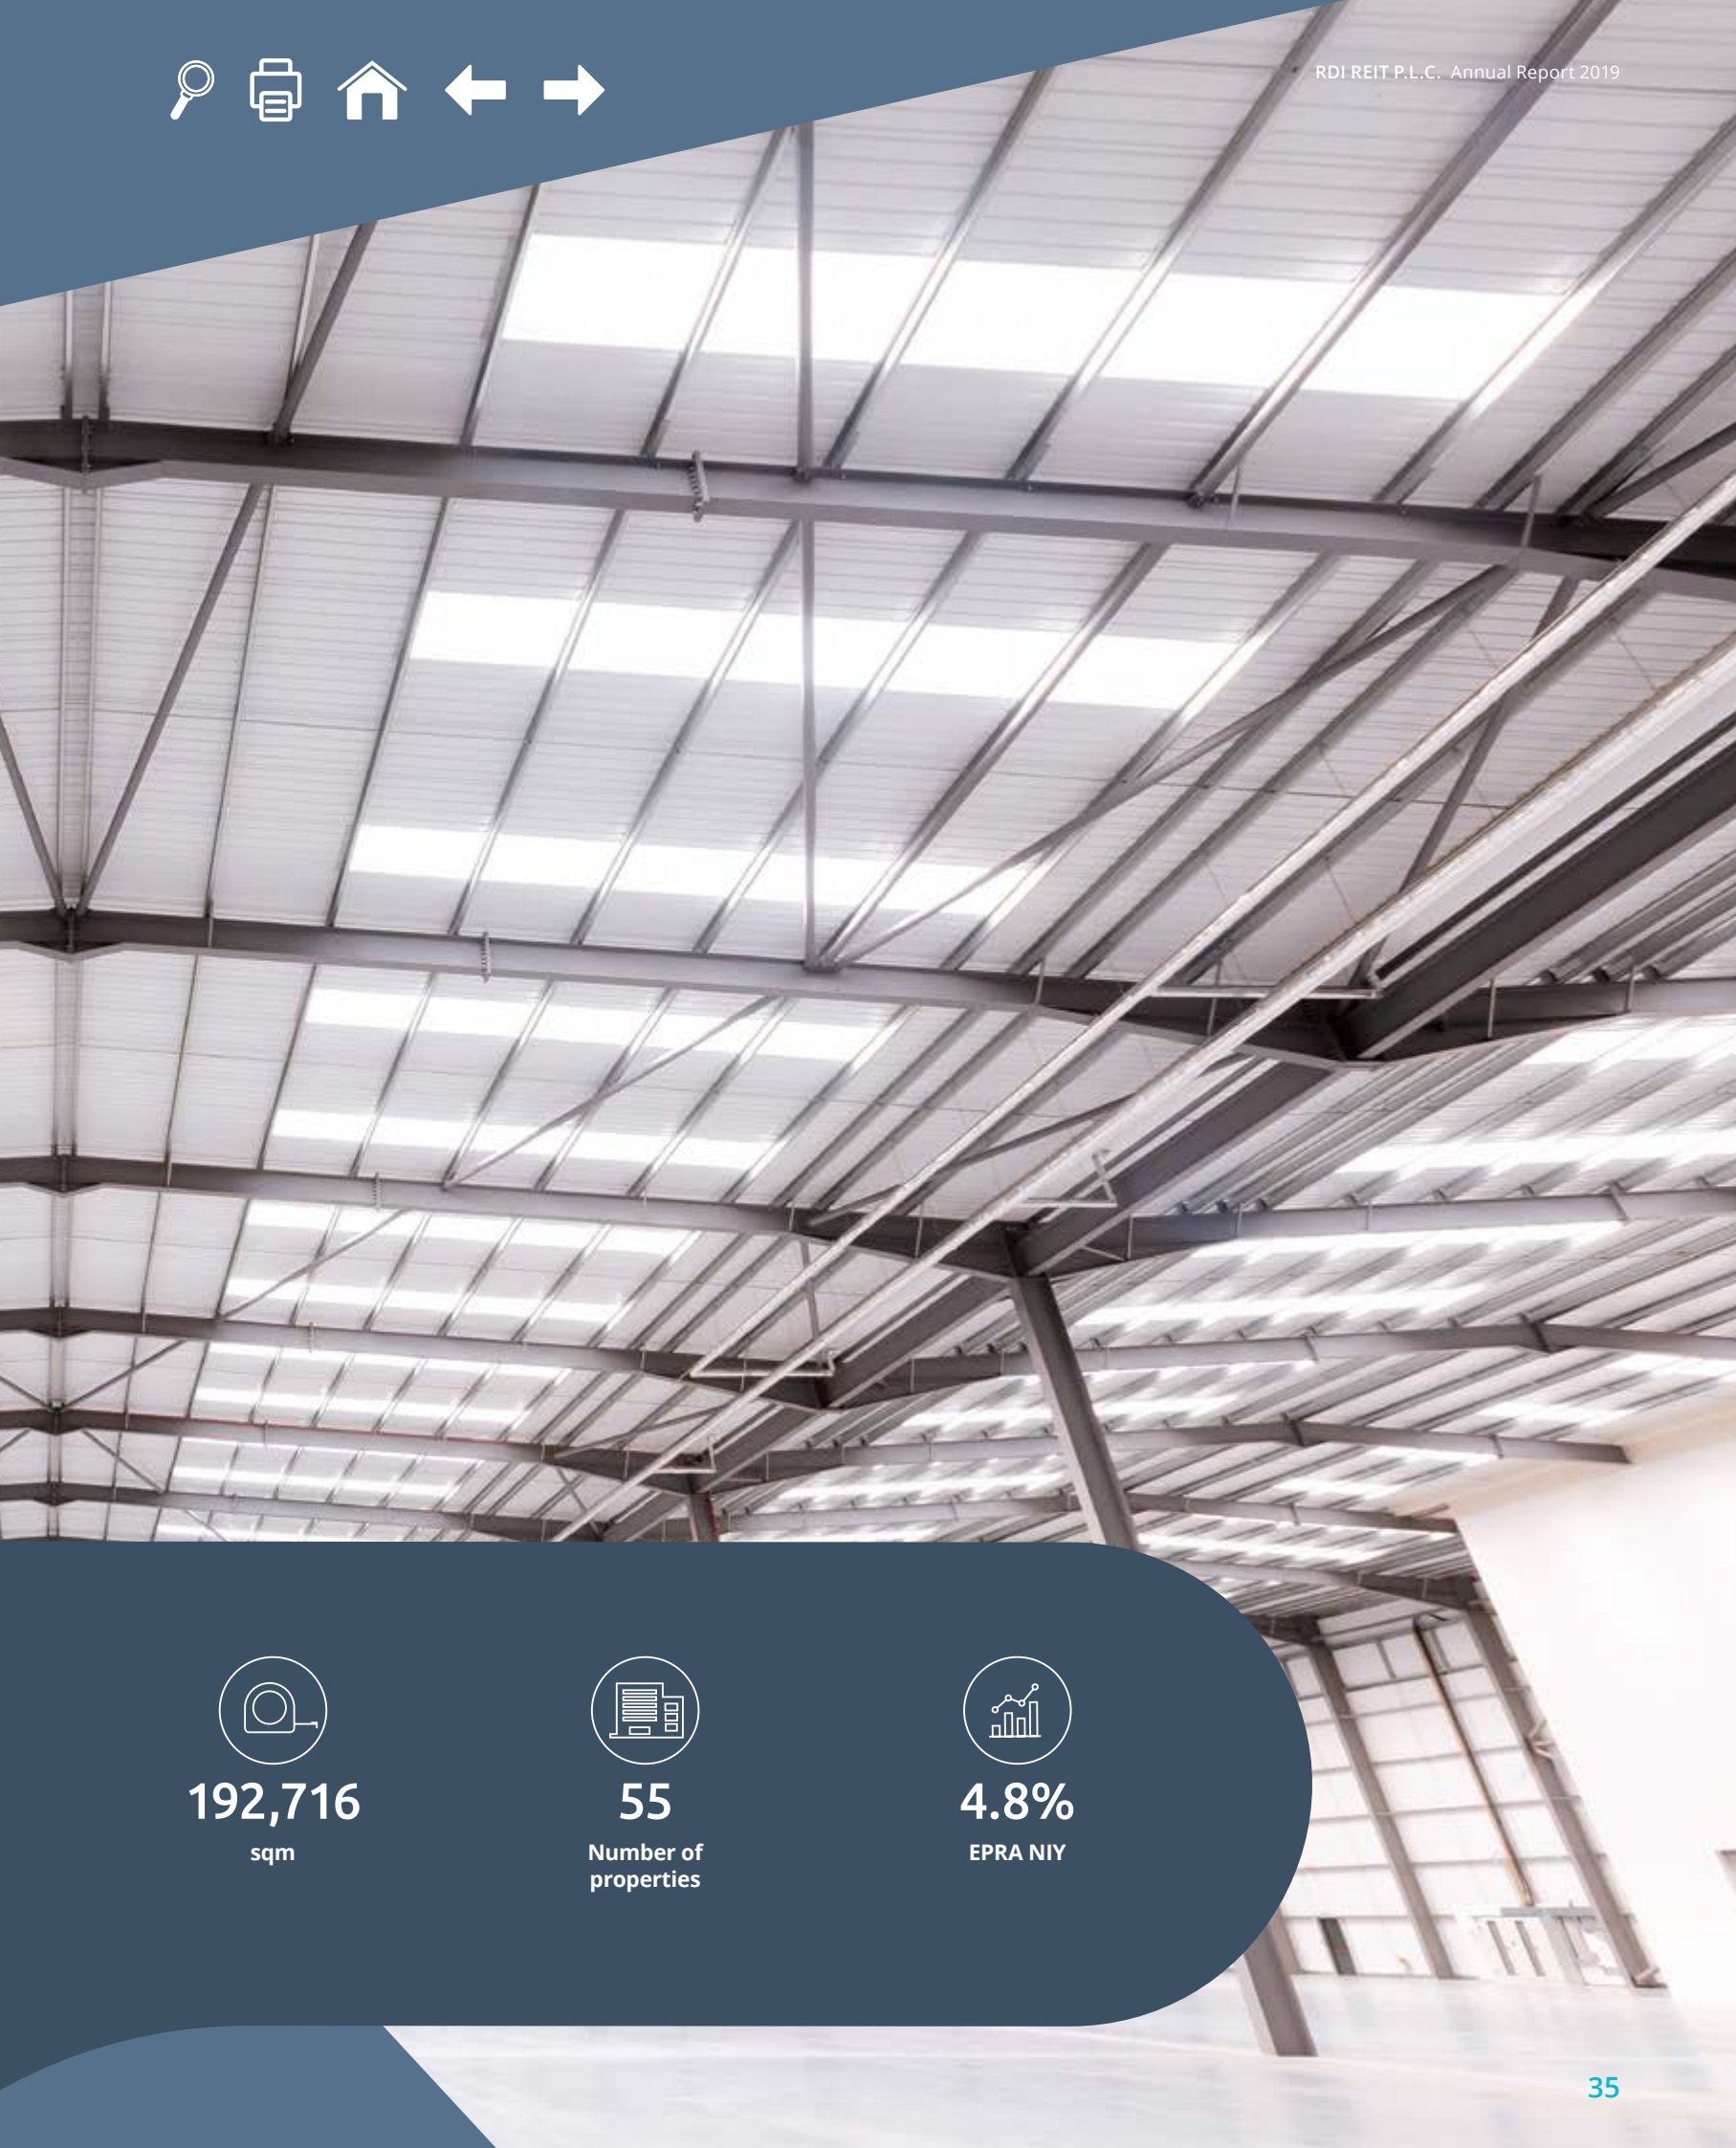 RDI REIT P.L.C. Annual Report 2019
192,716
sqm
55
Number of
properties
4.8%
EPRA NIY
35